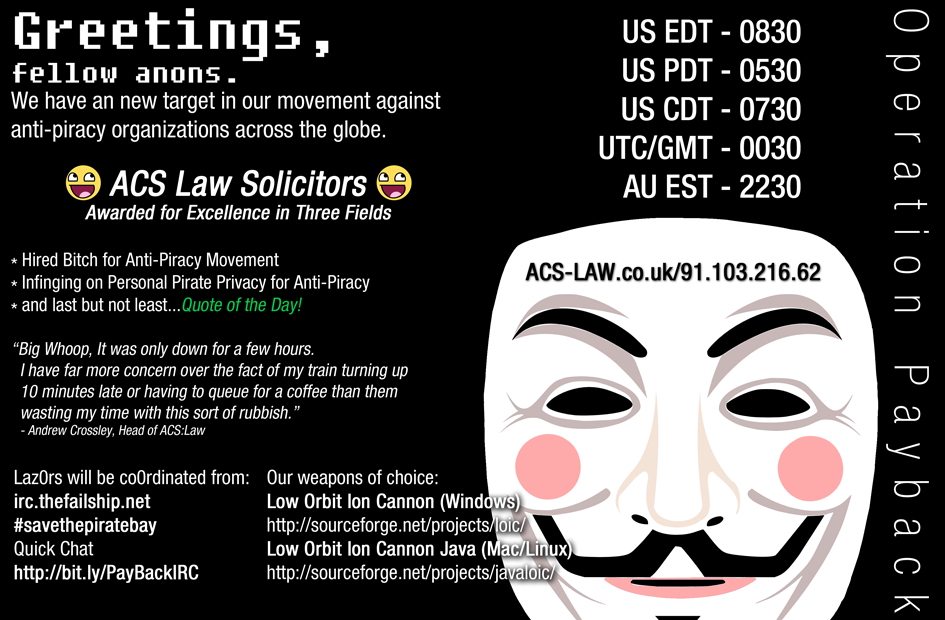 Greetings,
fellow anons.
We have an new target in our movement against
anti-piracy organizations across the globe.
ACS Law Solicitors
Awarded for Excellence in Three Fields
* Hired Bitch for Anti-Piracy Movement
* Infinging on Personal Pirate Privacy for Anti-Piracy
* and last but not least...Quote of the Day!
“Big Whoop, It was only down for a few hours.
I have far more concern over the fact of my train turning up
10 minutes late or having to queue for a coffee than them
wasting my time with this sort of rubbish.”
- Andrew Crossley, Head of ACS:Law
Laz0rs will be co0rdinated from:
irc.thefailship.net
#savethepiratebay
Quick Chat
http://bit.ly/PayBackIRC
Our weapons of choice:
Low Orbit Ion Cannon (Windows)
http://sourceforge.net/projects/loic/
Low Orbit Ion Cannon Java (Mac/Linux)
http://sourceforge.net/projects/javaloic/
US EDT - 0830
US PDT - 0530
US CDT - 0730
UTC/GMT - 0030
AU EST - 2230
ACS-LAW.co.uk/91.103.216.62
Operation Payback